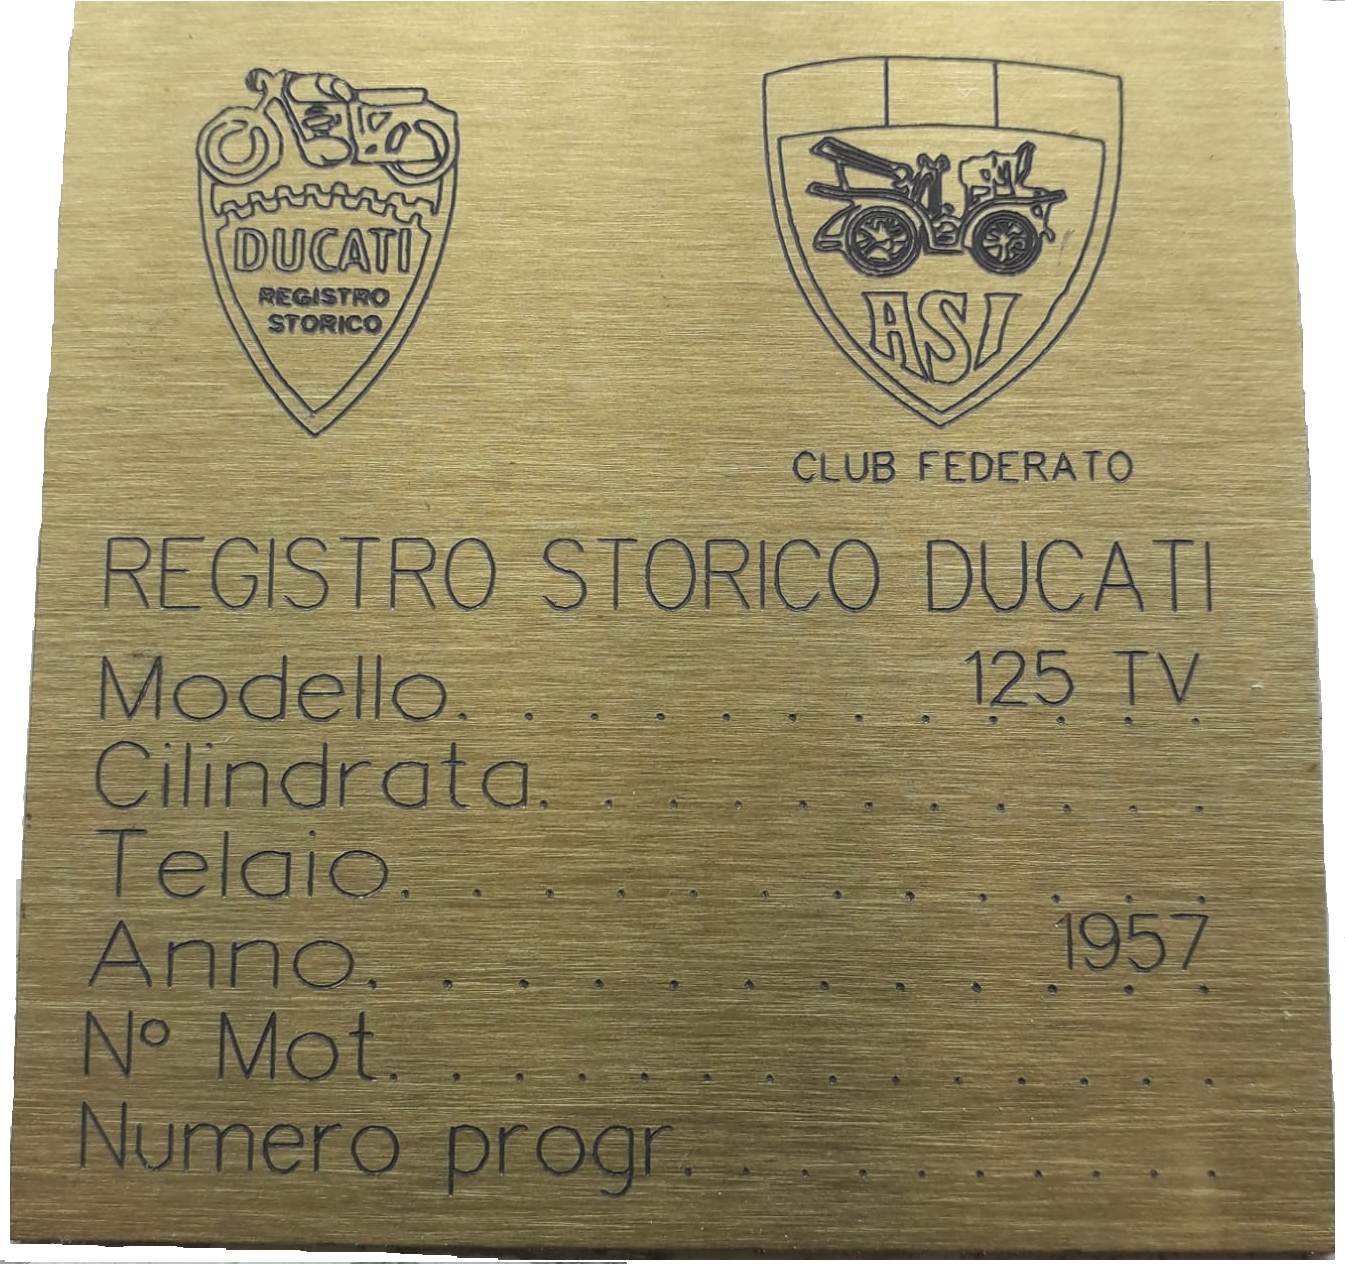 DUCATI
REGISTRO
STORICO
ASI
CLUB FEDERATO
REGISTRO STORICO DUCATI
Modello. . . . . . . . . . . . 125 TV
Cilindrata. . . . . . . . . . .
Telaio. . . . . . . . . . . .
Anno. . . . . . . . . . . . 1957
Nº Mot. . . . . . . . . . . . . .
Numero progr. . . . . . . . .